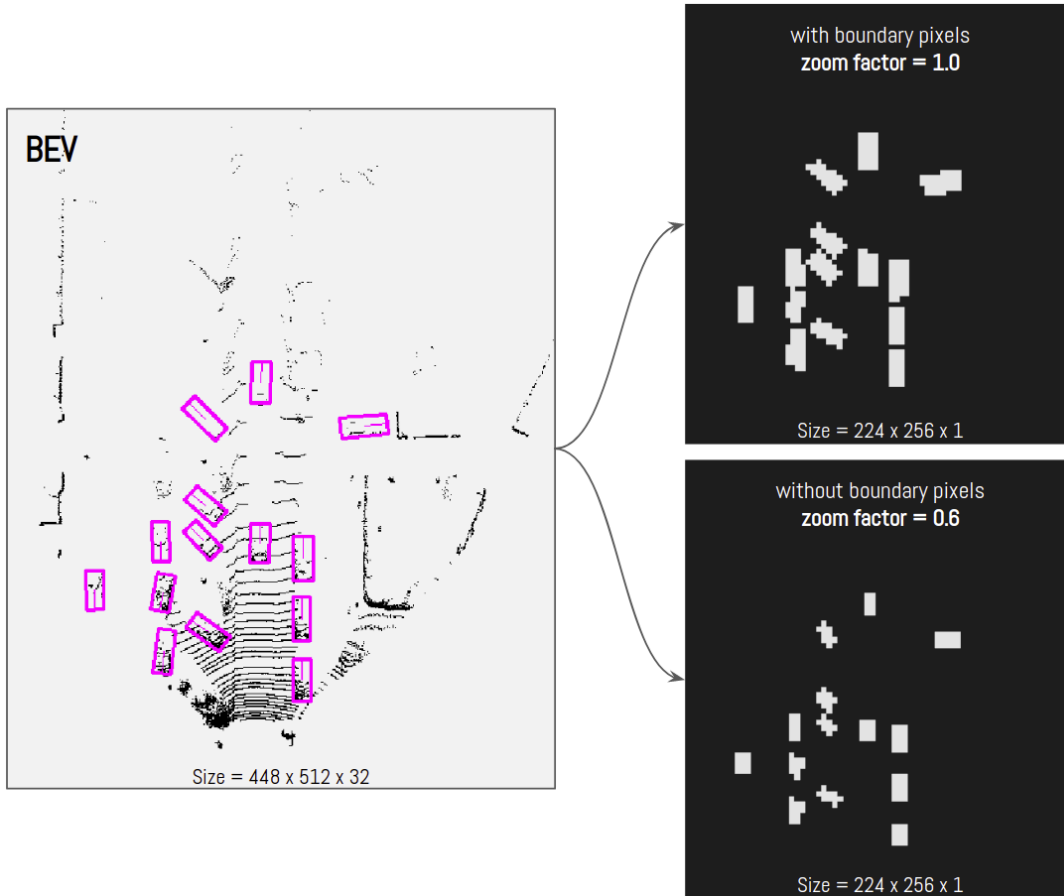 BEV
Size = 448 x 512 x 32
with boundary pixels
zoom factor = 1.0
Size = 224 x 256 x 1
without boundary pixels
zoom factor = 0.6
Size = 224 x 256 x 1